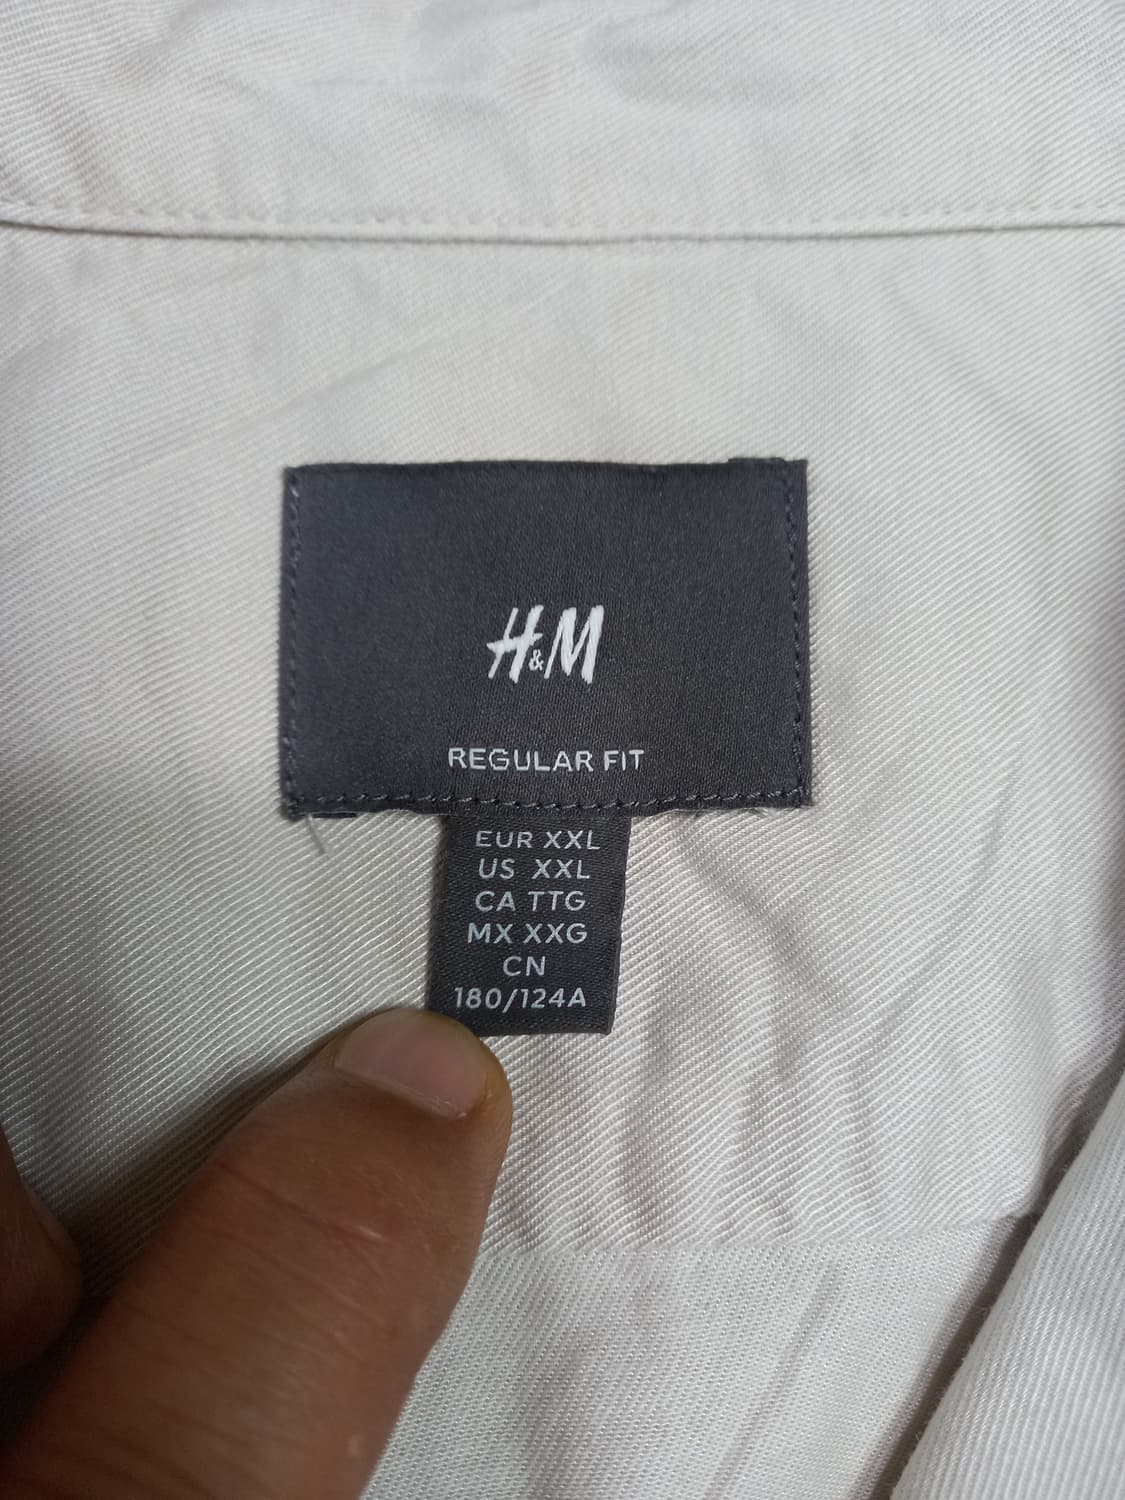 H&M
REGULAR FIT
EUR XXL
US XXL
CA TTG
MX XXG
CN
180/124A